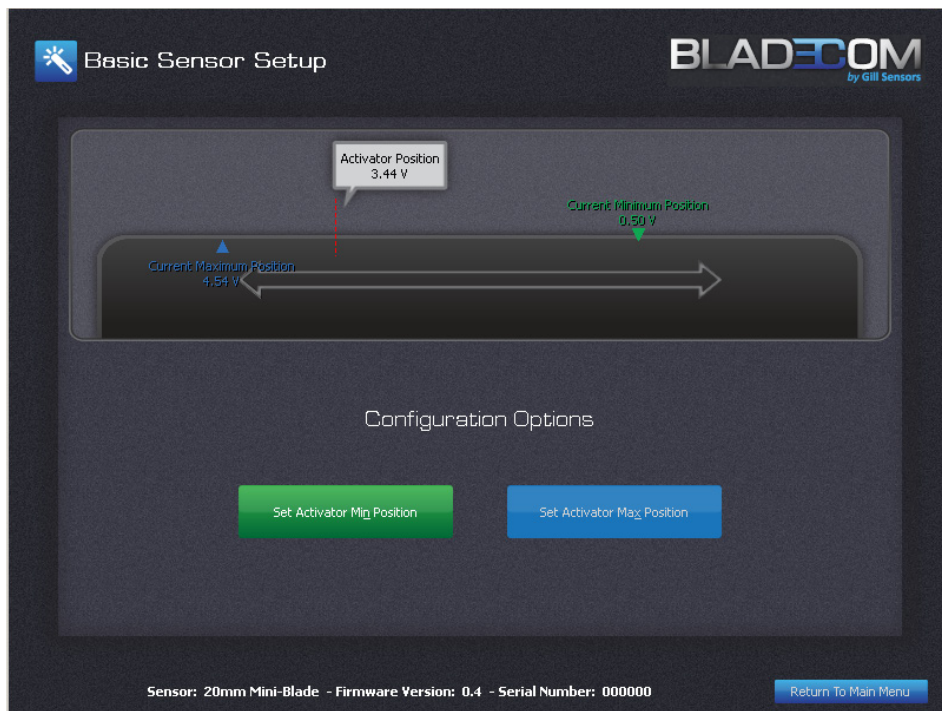 Basic Sensor Setup
BLADECOM
by Gill Sensors
Activator Position
3.44 V
Current Minimum Position
0.50 V
Current Maximum Position
4.54 V
Configuration Options
Set Activator Min Position
Set Activator Max Position
Sensor: 20mm Mini-Blade - Firmware Version: 0.4 - Serial Number: 000000
Return To Main Menu